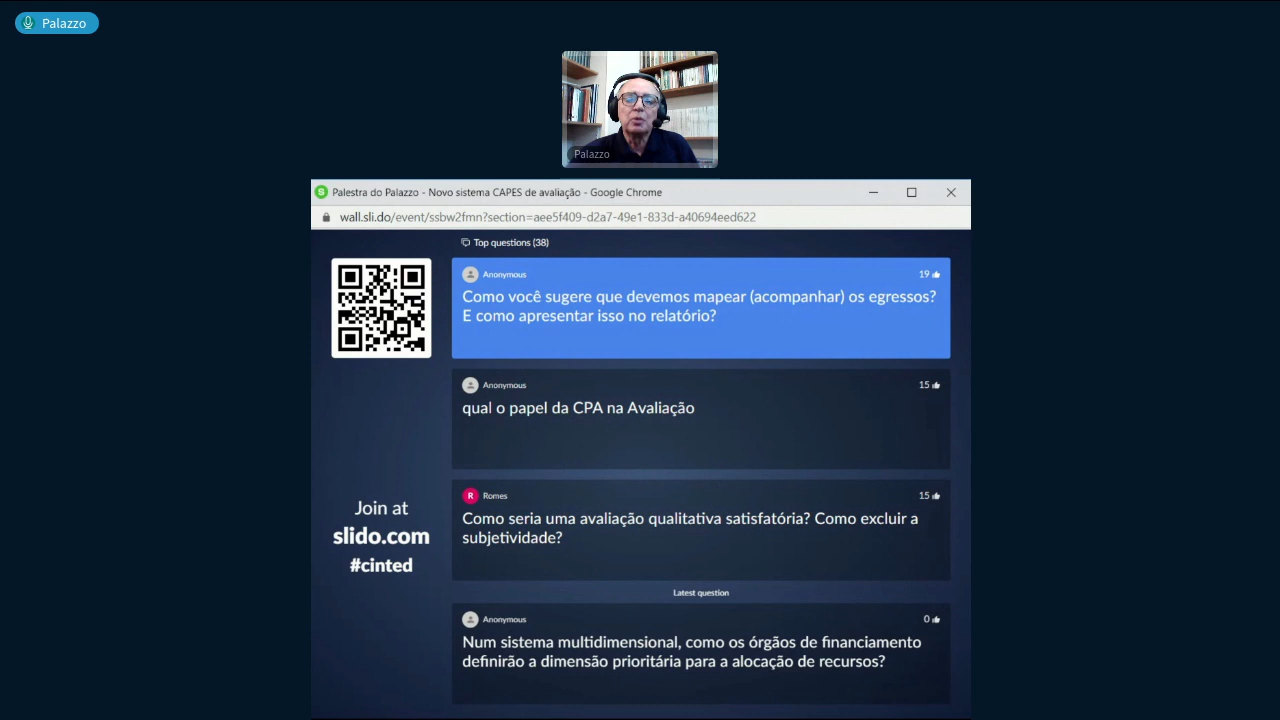 Palazzo
Palazzo
Palestra do Palazzo - Novo sistema CAPES de avaliação - Google Chrome
wall.sli.do/event/ssbw2fmn?section=aee5f409-d2a7-49e1-833d-a40694eed622
Top questions (38)
Anonymous
19
Como você sugere que devemos mapear (acompanhar) os egressos?
E como apresentar isso no relatório?
Anonymous
15
qual o papel da CPA na Avaliação
R
Romes
15
Como seria uma avaliação qualitativa satisfatória? Como excluir a
subjetividade?
Join at
slido.com
#cinted
Latest question
Anonymous
0
Num sistema multidimensional, como os órgãos de financiamento
definirão a dimensão prioritária para a alocação de recursos?